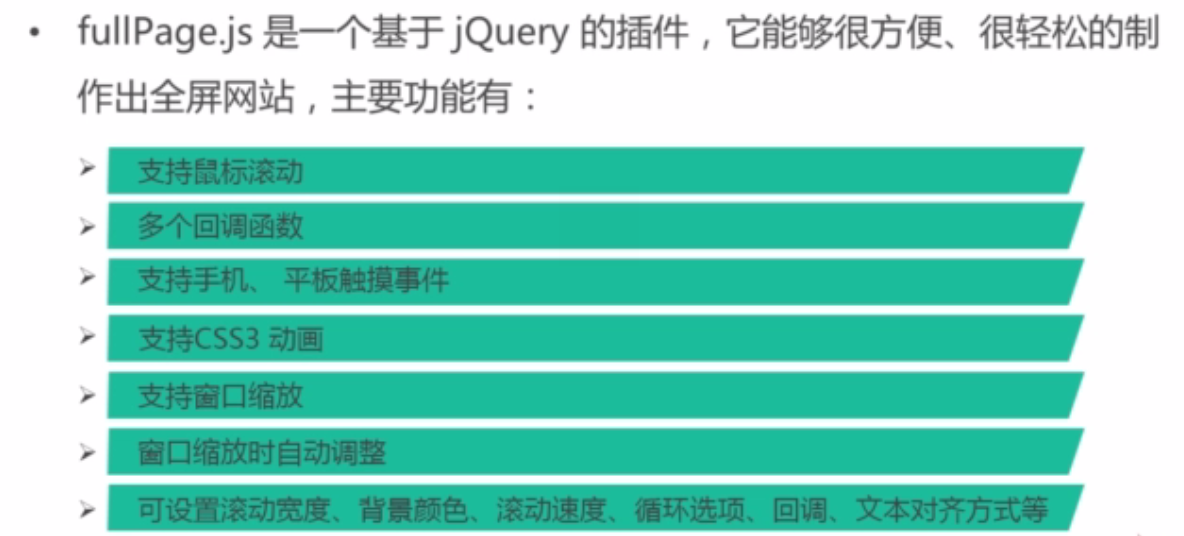 • fullPage.js 是一个基于 jQuery 的插件，它能够很方便、很轻松的制
作出全屏网站，主要功能有：
➢ 支持鼠标滚动
➢ 多个回调函数
➢ 支持手机、 平板触摸事件
➢ 支持CSS3 动画
➢ 支持窗口缩放
➢ 窗口缩放时自动调整
➢ 可设置滚动宽度、背景颜色、滚动速度、循环选项、回调、文本对齐方式等